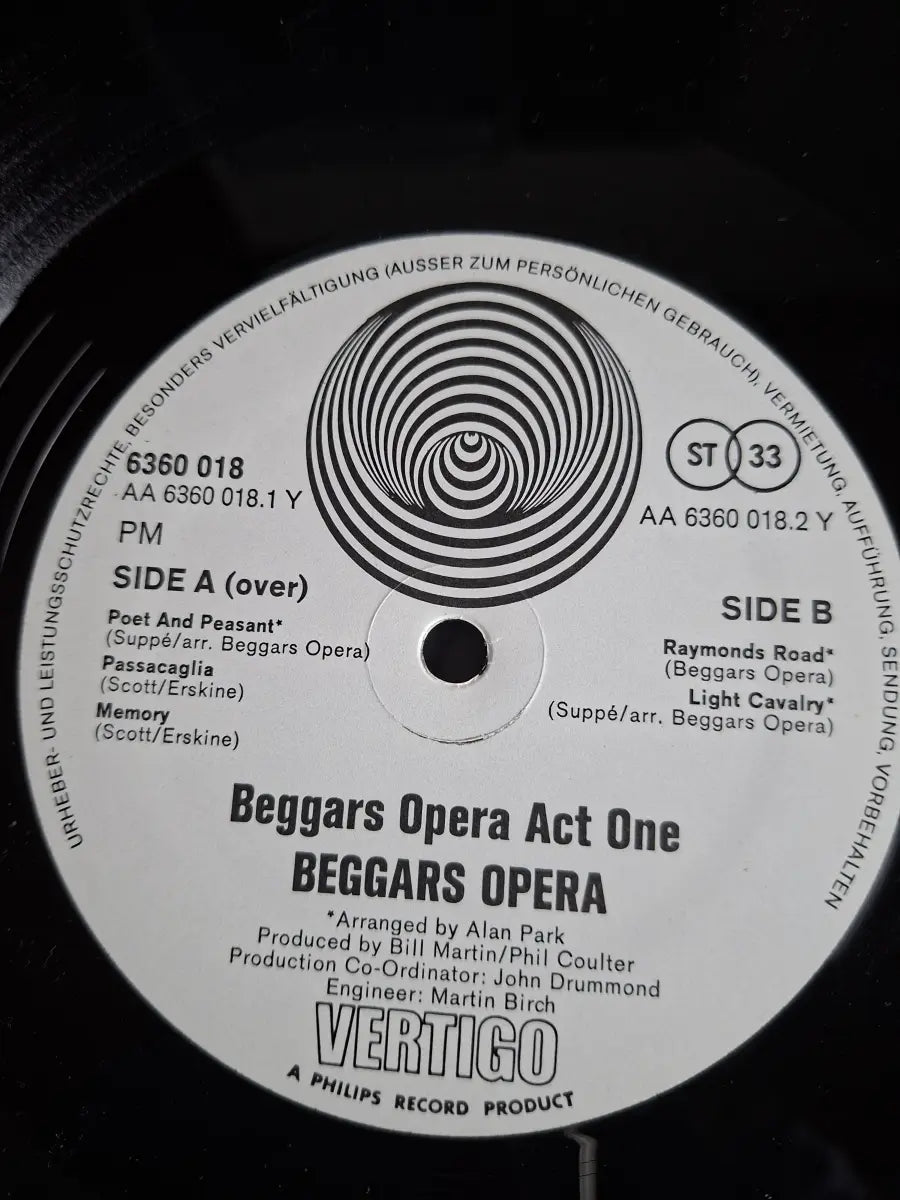 URHEBER- UND LEISTUNGSSCHUTZRECHTE, BESONDERS VERVIELFÄLTIGUNG (AUSSER ZUM PERSÖNLICHEN GEBRAUCH), VERMIETUNG, AUFFÜHRUNG, SENDUNG, VORBEHALTEN
6360 018
AA 6360 018.1 Y
PM
SIDE A (over)
Poet And Peasant*
(Suppé/arr. Beggars Opera)
Passacaglia
(Scott/Erskine)
Memory
(Scott/Erskine)
ST 33
AA 6360 018.2 Y
SIDE B
Raymonds Road*
(Beggars Opera)
Light Cavalry*
(Suppé/arr. Beggars Opera)
Beggars Opera Act One
BEGGARS OPERA
*Arranged by Alan Park
Produced by Bill Martin/Phil Coulter
Production Co-Ordinator: John Drummond
Engineer: Martin Birch
VERTIGO
A PHILIPS RECORD PRODUCT